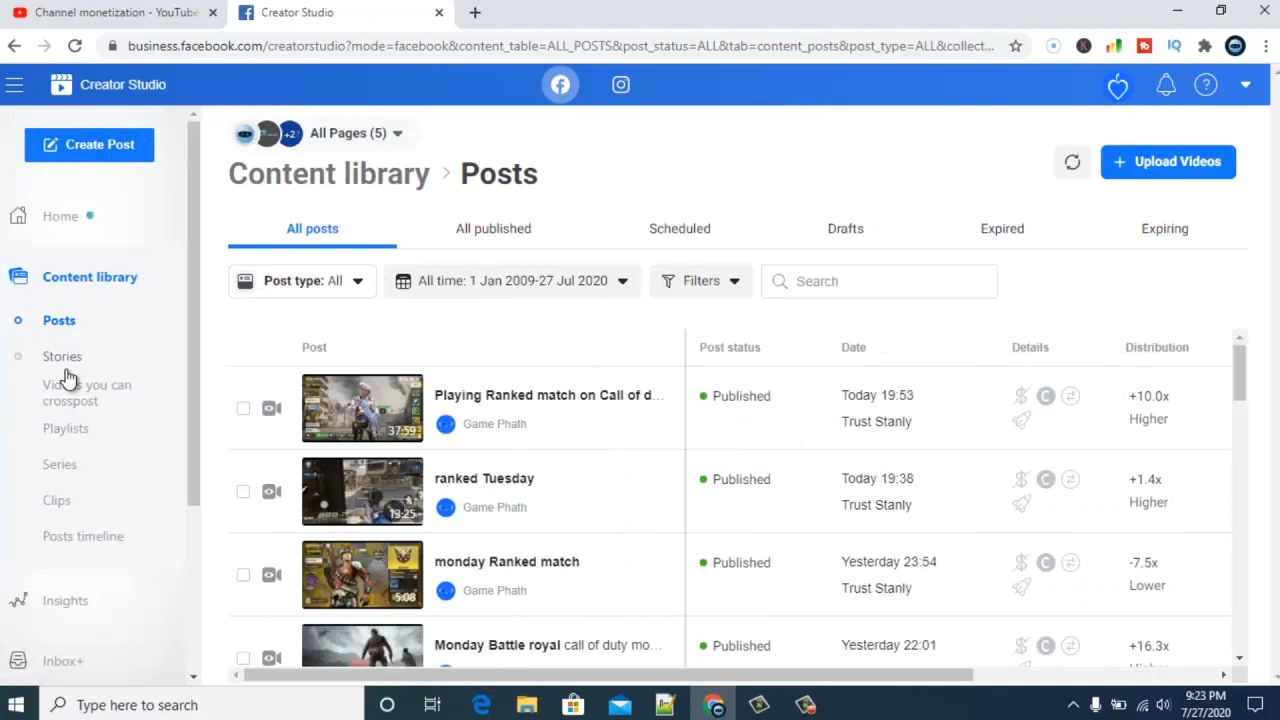 Channel monetization - YouTube
Creator Studio
business.facebook.com/creatorstudio?mode=facebook&content_table=ALL_POSTS&post_status=ALL&tab=content_posts&post_type=ALL&collect...
Creator Studio
Create Post
Home
Content library
Posts
Stories
Videos you can
crosspost
Playlists
Series
Clips
Posts timeline
Insights
Inbox+
+2
All Pages (5)
Content library > Posts
+ Upload Videos
All posts
All published
Scheduled
Drafts
Expired
Expiring
Post type: All
All time: 1 Jan 2009-27 Jul 2020
Filters
Search
Post
Post status
Date
Details
Distribution
37:59
Playing Ranked match on Call of d...
Game Phath
Published
Today 19:53
Trust Stanly
+10.0x
Higher
13:25
ranked Tuesday
Game Phath
Published
Today 19:38
Trust Stanly
+1.4x
Higher
5:08
monday Ranked match
Game Phath
Published
Yesterday 23:54
Trust Stanly
-7.5x
Lower
Monday Battle royal call of duty mo...
Published
Yesterday 22:01
+16.3x
Type here to search
9:23 PM
7/27/2020